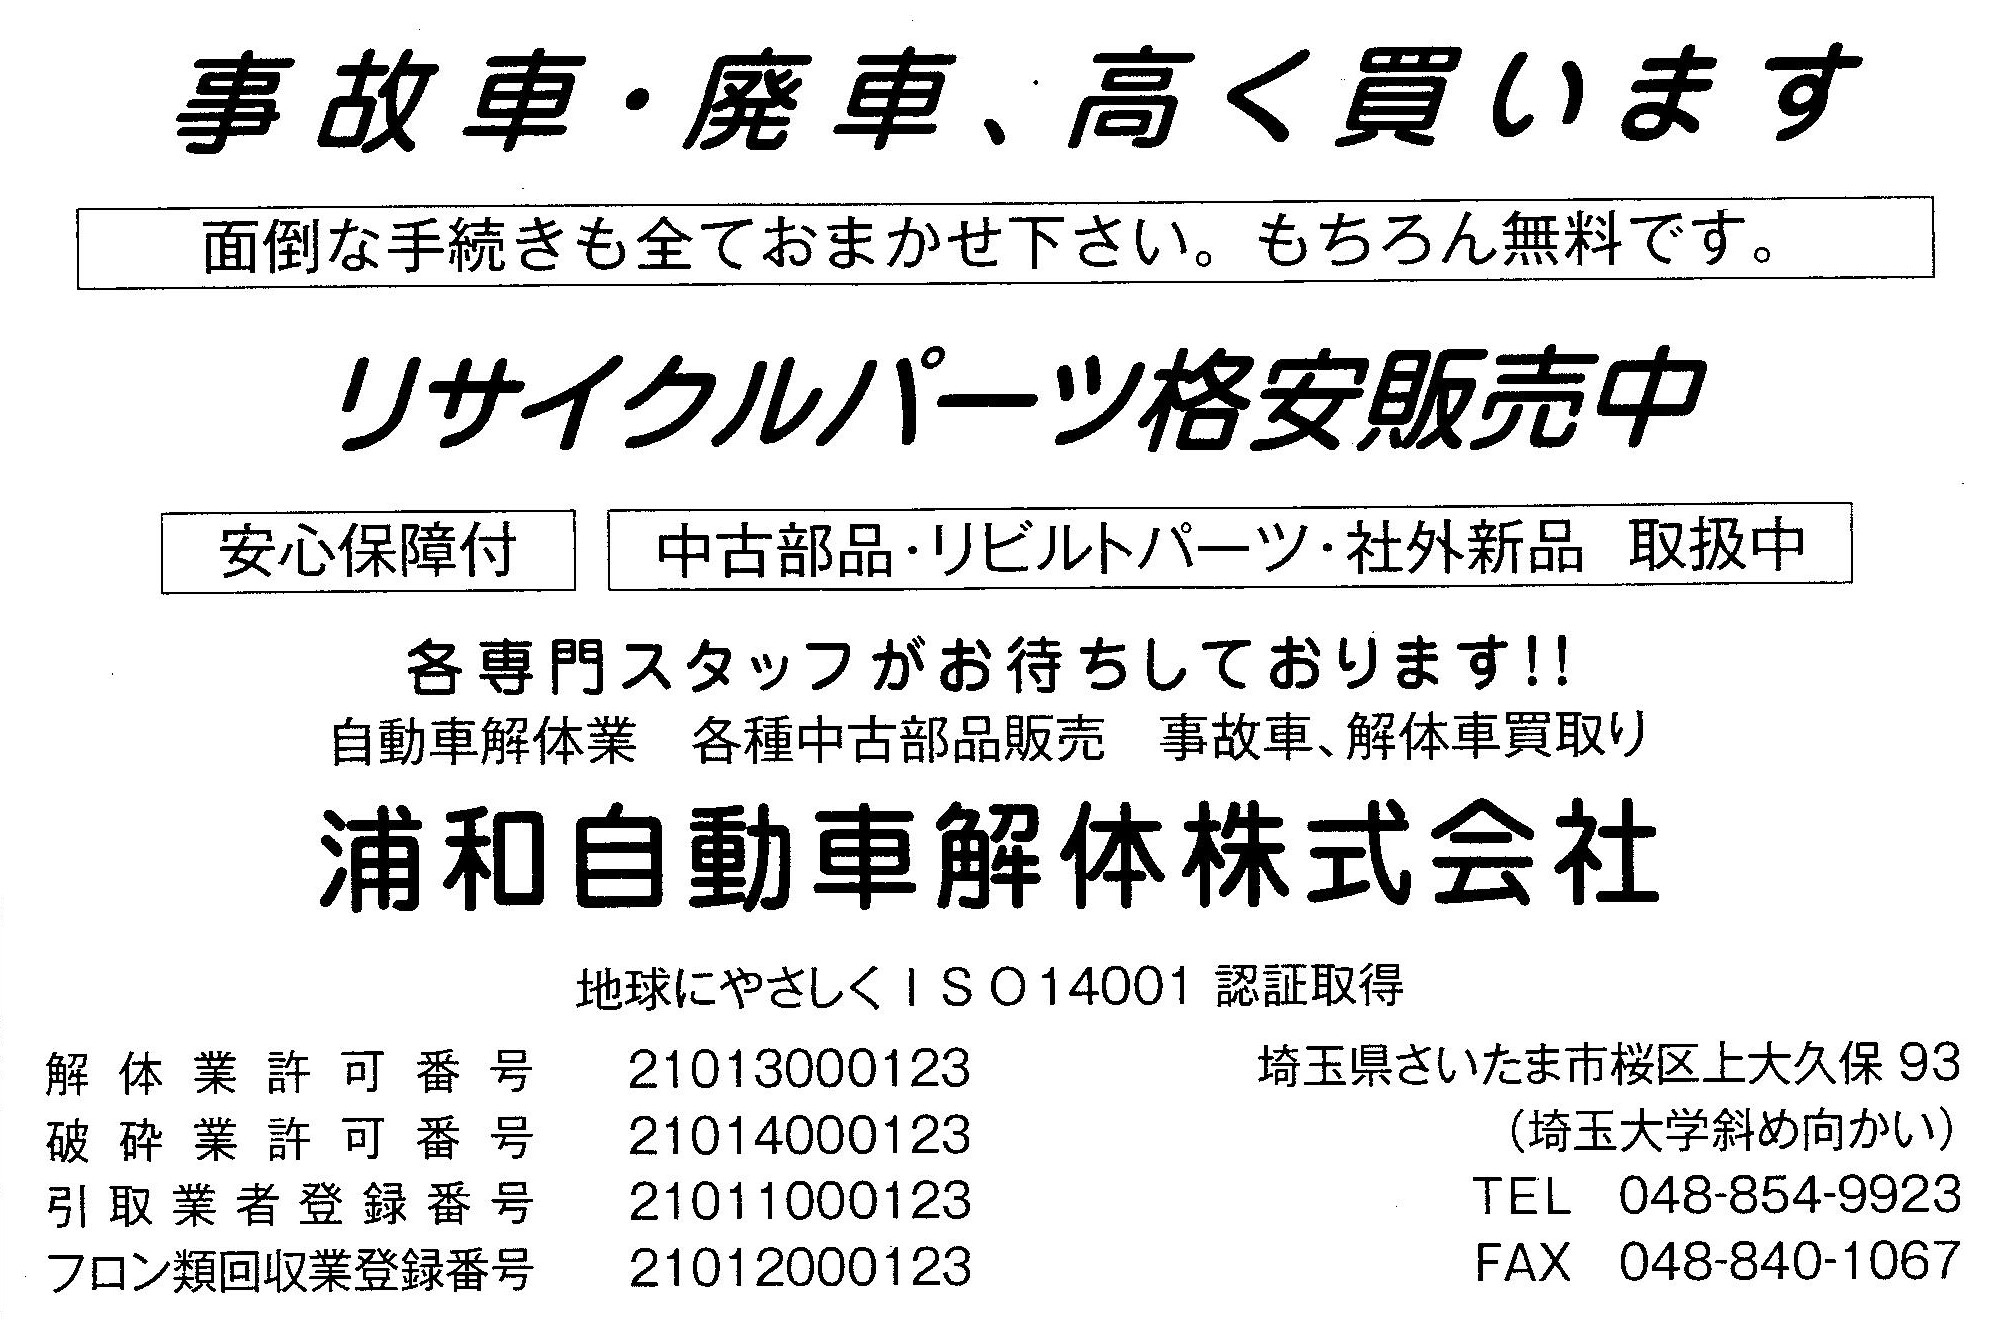 事故車・廃車、高く買います
面倒な手続きも全ておまかせ下さい。もちろん無料です。
リサイクルパーツ格安販売中
安心保障付　中古部品・リビルトパーツ・社外新品　取扱中
各専門スタッフがお待ちしております!!
自動車解体業　各種中古部品販売　事故車、解体車買取り
浦和自動車解体株式会社
地球にやさしくＩＳＯ14001 認証取得
解体業許可番号　21013000123
破砕業許可番号　21014000123
引取業者登録番号　21011000123
フロン類回収業登録番号　21012000123
埼玉県さいたま市桜区上大久保 93
（埼玉大学斜め向かい）
TEL　048-854-9923
FAX　048-840-1067